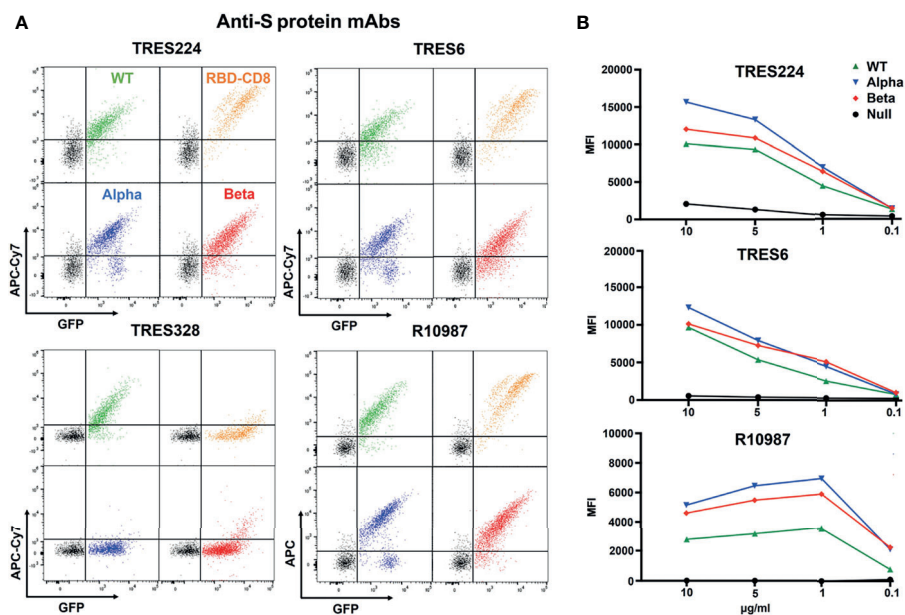 A
Anti-S protein mAbs
B
TRES224
TRES6
WT
RBD-CD8
Alpha
Beta
APC-Cy7
GFP
GFP
TRES328
R10987
APC-Cy7
GFP
APC
GFP
TRES224
WT
Alpha
Beta
Null
MFI
20000
15000
10000
5000
0
10 5 1 0.1
TRES6
MFI
20000
15000
10000
5000
0
10 5 1 0.1
R10987
MFI
10000
8000
6000
4000
2000
0
10 5 1 0.1
µg/ml